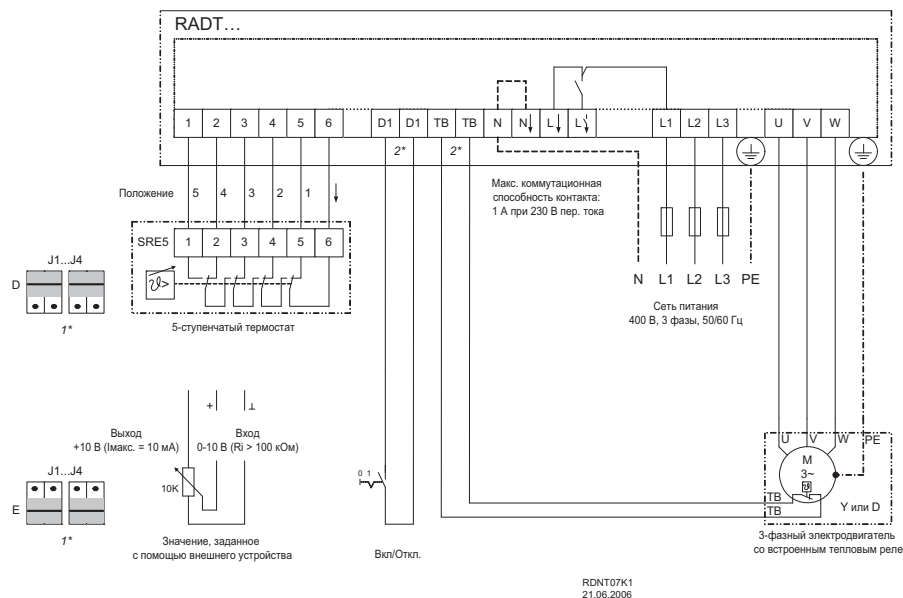 RADT…
1 2 3 4 5 6 D1 D1 TB TB N N L L L1 L2 L3 U V W
2* 2*
Положение 5 4 3 2 1
Макс. коммутационная
способность контакта:
1 А при 230 В пер. тока
SRE5 1 2 3 4 5 6
J1...J4
D
ϑ>
1*
5-ступенчатый термостат
N L1 L2 L3 PE
Сеть питания
400 В, 3 фазы, 50/60 Гц
+ ⊥
Выход
+10 В (Iмакс. = 10 мА)
Вход
0-10 В (Ri > 100 кОм)
J1...J4
E
1*
10K
Значение, заданное
с помощью внешнего устройства
0 1
Вкл/Откл.
U V W PE
M
3~
ϑ
TB
TB
Y или D
3-фазный электродвигатель
со встроенным тепловым реле
RDNT07K1
21.06.2006